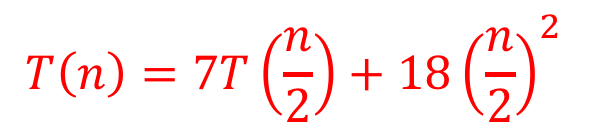 T(n) = 7T(n/2) + 18(n/2)²